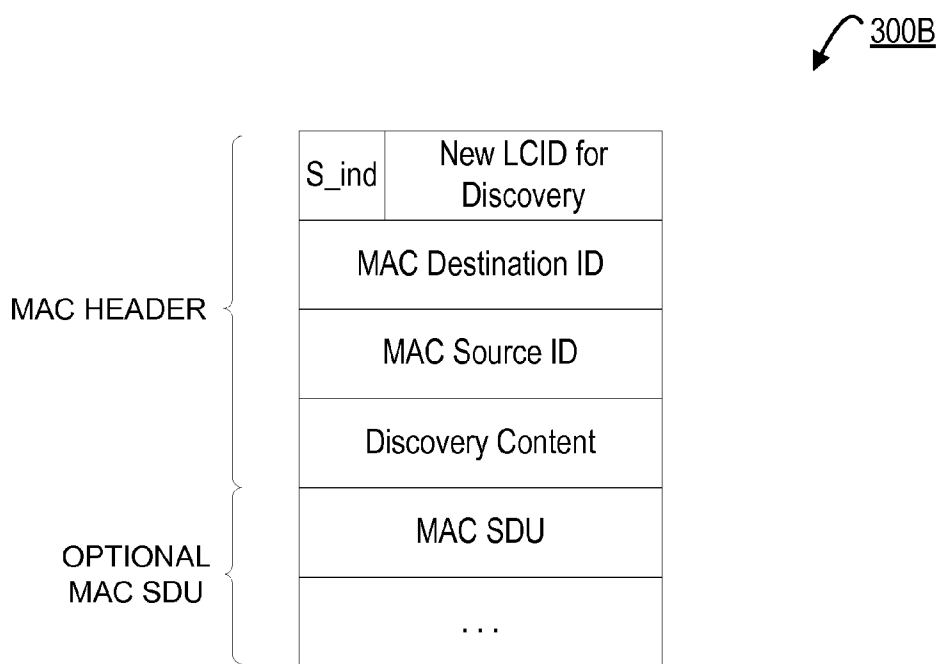 300B
S_ind
New LCID for
Discovery
MAC Destination ID
MAC HEADER
MAC Source ID
Discovery Content
MAC SDU
OPTIONAL
MAC SDU
...